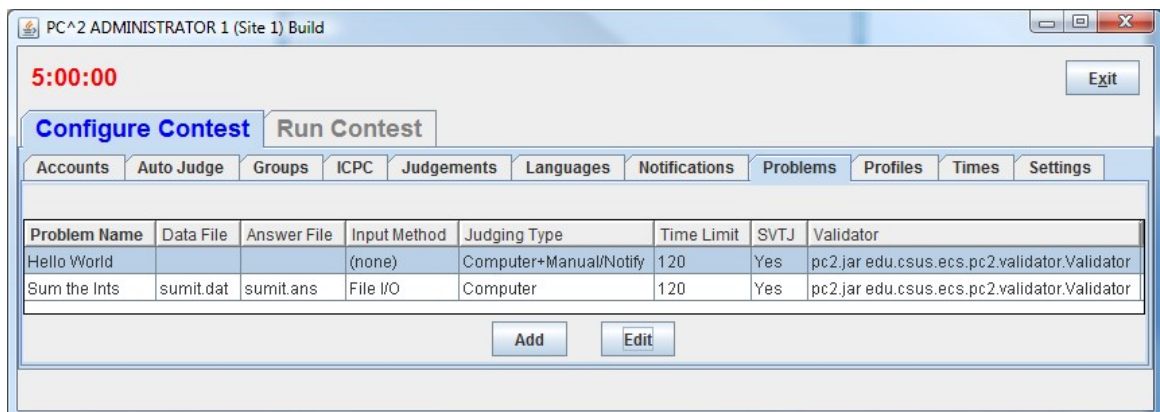 PC^2 ADMINISTRATOR 1 (Site 1) Build
5:00:00
Exit
Configure Contest Run Contest
Accounts Auto Judge Groups ICPC Judgements Languages Notifications Problems Profiles Times Settings
Problem Name Data File Answer File Input Method Judging Type Time Limit SVTJ Validator
Hello World (none) Computer+Manual/Notify 120 Yes pc2.jar edu.csus.ecs.pc2.validator.Validator
Sum the Ints sumit.dat sumit.ans File I/O Computer 120 Yes pc2.jar edu.csus.ecs.pc2.validator.Validator
Add Edit